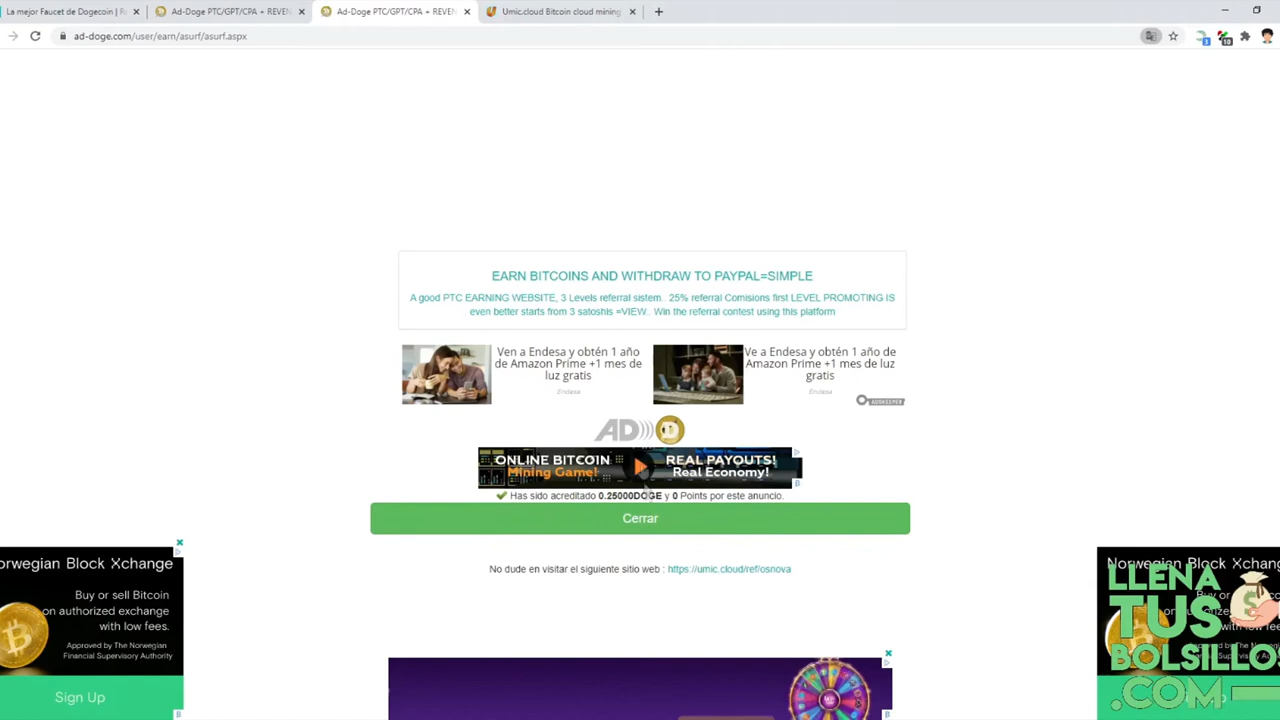 La mejor Faucet de Dogecoin |
Ad-Doge PTC/GPT/CPA + REVEN
Ad-Doge PTC/GPT/CPA + REVEN
Umic.cloud Bitcoin cloud mining
ad-doge.com/user/earn/asurf/asurf.aspx
3
10
EARN BITCOINS AND WITHDRAW TO PAYPAL=SIMPLE
A good PTC EARNING WEBSITE, 3 Levels referral sistem.. 25% referral Comisions first LEVEL PROMOTING IS
even better starts from 3 satoshis =VIEW.. Win the referral contest using this platform
Ven a Endesa y obtén 1 año
de Amazon Prime +1 mes de
luz gratis
Endesa
Ve a Endesa y obtén 1 año de
Amazon Prime +1 mes de luz
gratis
Endesa
ADSKEEPER
AD
ONLINE BITCOIN
Mining Game!
REAL PAYOUTS!
Real Economy!
Has sido acreditado 0.25000DOGE y 0 Points por este anuncio.
Cerrar
No dude en visitar el siguiente sitio web : https://umic.cloud/ref/osnova
orwegian Block Xchange
Buy or sell Bitcoin
on authorized exchange
with low fees.
Approved by The Norwegian
Financial Supervisory Authority
Sign Up
Norwegian Block Xchang
LLENA
TUS
BOLSILLOS
.COM